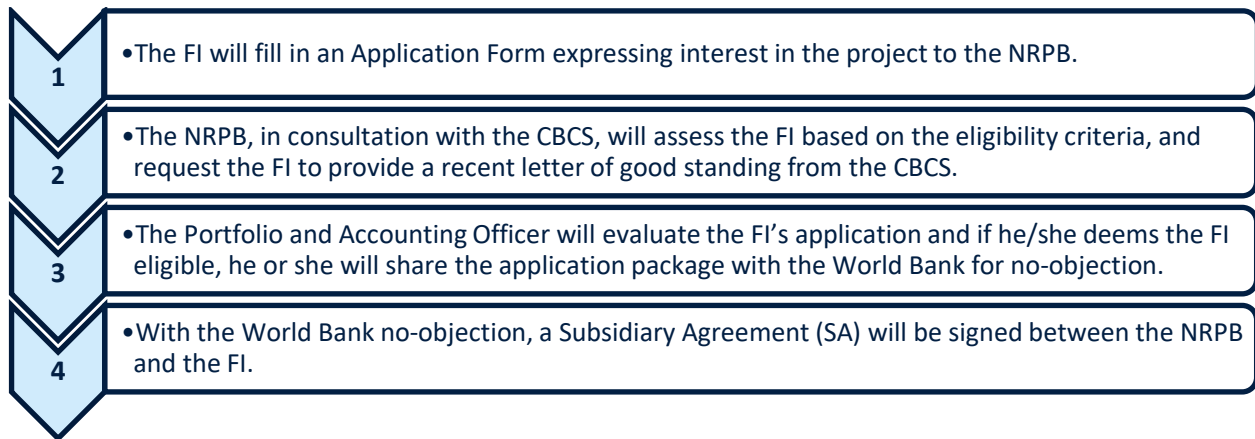 1
•The FI will fill in an Application Form expressing interest in the project to the NRPB.
2
•The NRPB, in consultation with the CBCS, will assess the FI based on the eligibility criteria, and
request the FI to provide a recent letter of good standing from the CBCS.
3
•The Portfolio and Accounting Officer will evaluate the FI’s application and if he/she deems the FI
eligible, he or she will share the application package with the World Bank for no-objection.
4
•With the World Bank no-objection, a Subsidiary Agreement (SA) will be signed between the NRPB
and the FI.